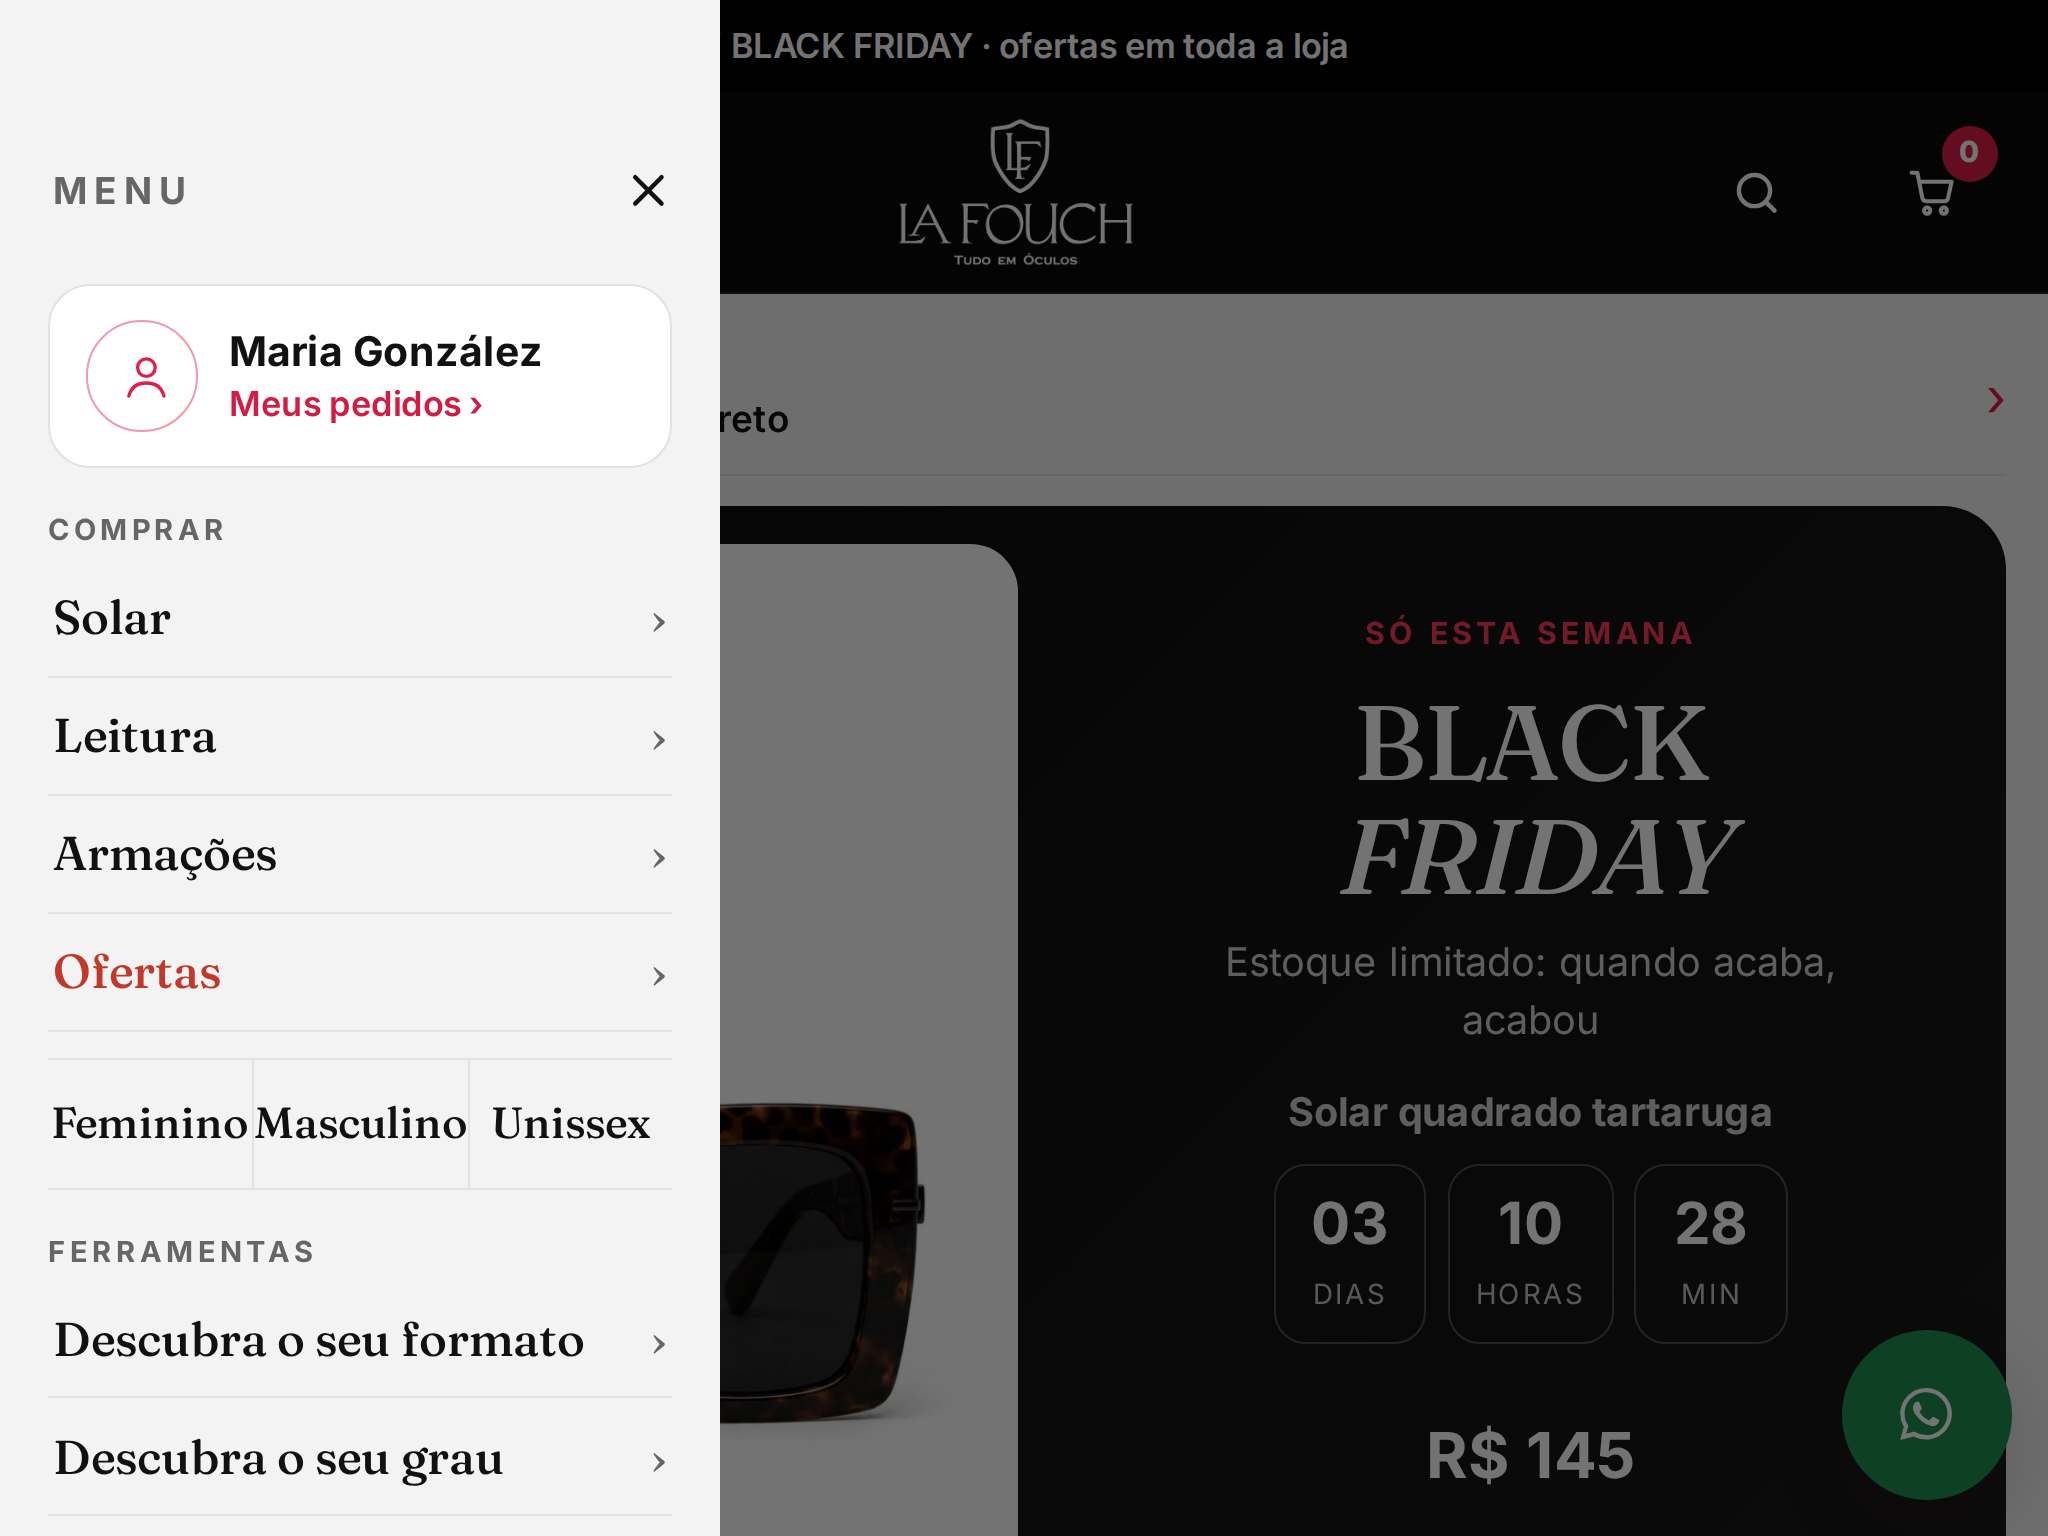 MENU
Maria González
Meus pedidos ›
COMPRAR
Solar
Leitura
Armações
Ofertas
Feminino Masculino Unissex
FERRAMENTAS
Descubra o seu formato
Descubra o seu grau
BLACK FRIDAY · ofertas em toda a loja
LF
LA FOUCH
TUDO EM ÓCULOS
0
reto
SÓ ESTA SEMANA
BLACK
FRIDAY
Estoque limitado: quando acaba,
acabou
Solar quadrado tartaruga
03 10 28
DIAS HORAS MIN
R$ 145